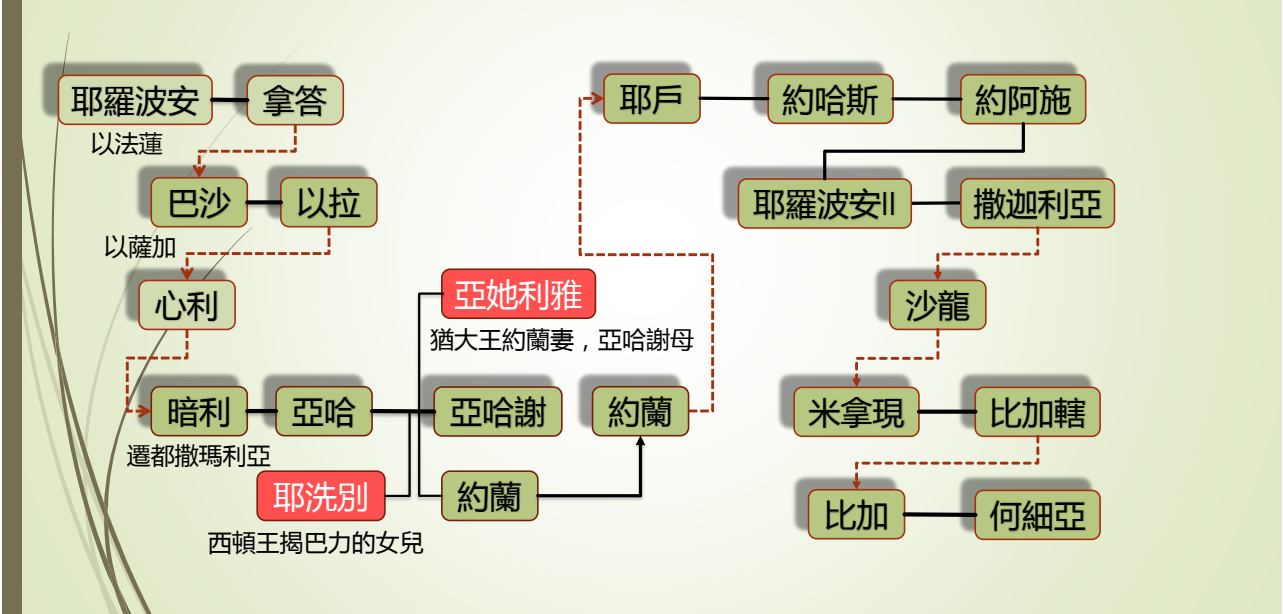 耶羅波安
拿答
以法蓮
巴沙
以拉
以薩加
心利
暗利
亞哈
遷都撒瑪利亞
耶洗別
西頓王揭巴力的女兒
亞她利雅
猶大王約蘭妻，亞哈謝母
亞哈謝
約蘭
約蘭
耶戶
約哈斯
約阿施
耶羅波安II
撒迦利亞
沙龍
米拿現
比加轄
比加
何細亞